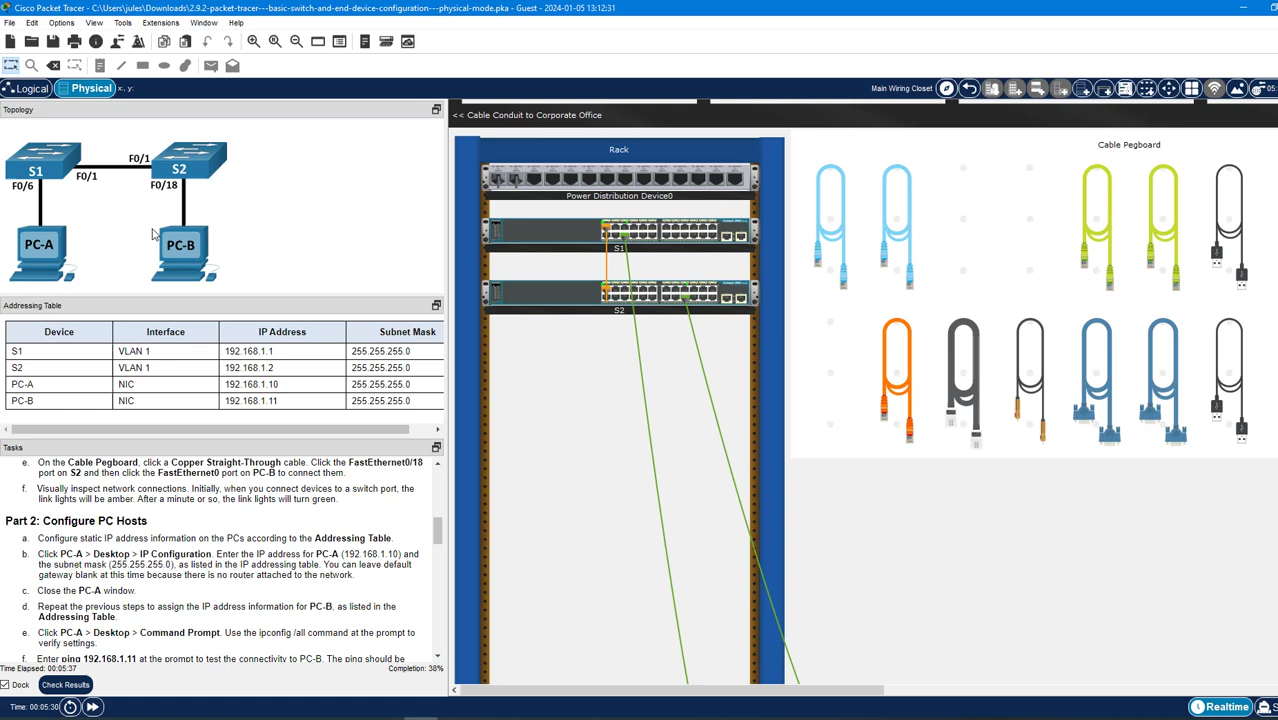 Cisco Packet Tracer - C:\Users\jules\Downloads\2.9.2-packet-tracer---basic-switch-and-end-device-configuration---physical-mode.pka - Guest - 2024-01-05 13:12:31
File Edit Options View Tools Extensions Window Help
Logical Physical x:, y: Main Wiring Closet 05:
Topology
<< Cable Conduit to Corporate Office
Rack
Cable Pegboard
F0/1
S1 S2
F0/1
F0/6 F0/18
Power Distribution Device0
PC-A PC-B
S1
S2
Addressing Table
Device Interface IP Address Subnet Mask
S1 VLAN 1 192.168.1.1 255.255.255.0
S2 VLAN 1 192.168.1.2 255.255.255.0
PC-A NIC 192.168.1.10 255.255.255.0
PC-B NIC 192.168.1.11 255.255.255.0
Tasks
e. On the Cable Pegboard, click a Copper Straight-Through cable. Click the FastEthernet0/18
port on S2 and then click the FastEthernet0 port on PC-B to connect them.
f. Visually inspect network connections. Initially, when you connect devices to a switch port, the
link lights will be amber. After a minute or so, the link lights will turn green.
Part 2: Configure PC Hosts
a. Configure static IP address information on the PCs according to the Addressing Table.
b. Click PC-A > Desktop > IP Configuration. Enter the IP address for PC-A (192.168.1.10) and
the subnet mask (255.255.255.0), as listed in the IP addressing table. You can leave default
gateway blank at this time because there is no router attached to the network.
c. Close the PC-A window.
d. Repeat the previous steps to assign the IP address information for PC-B, as listed in the
Addressing Table.
e. Click PC-A > Desktop > Command Prompt. Use the ipconfig /all command at the prompt to
verify settings.
f. Enter ping 192.168.1.11 at the prompt to test the connectivity to PC-B. The ping should be
Time Elapsed: 00:05:37 Completion: 38%
Dock Check Results
Time: 00:05:30 Realtime S